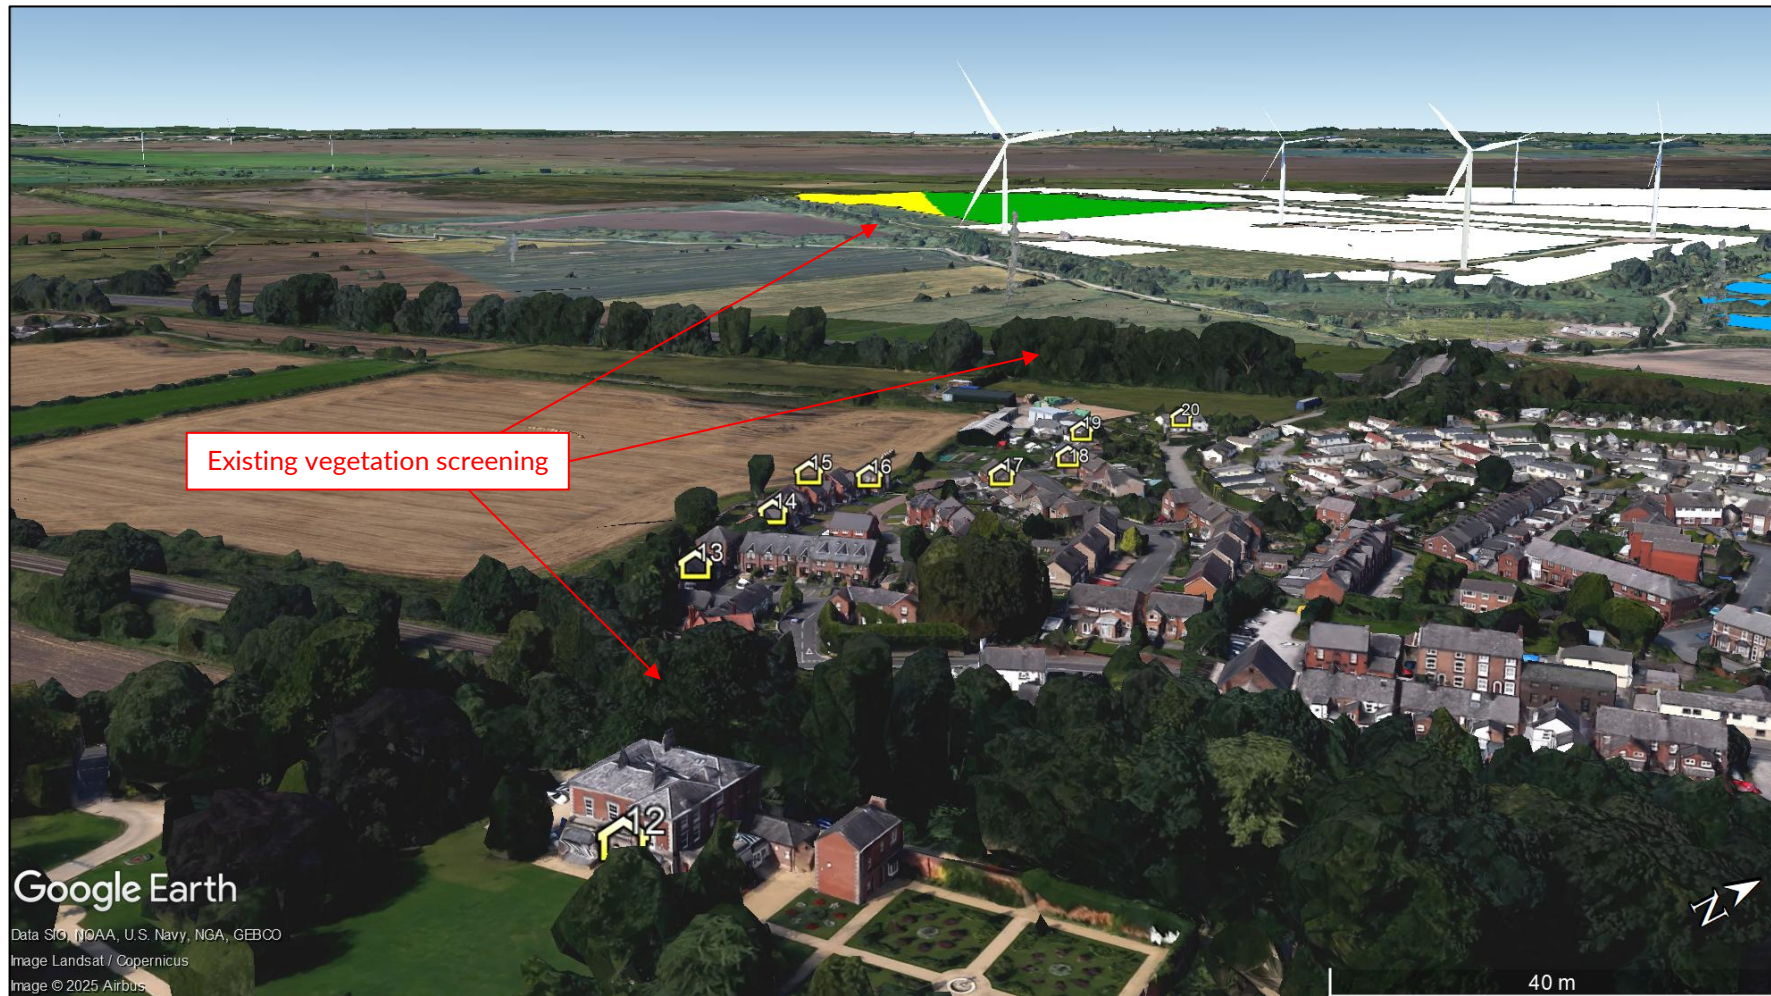 20
19
18
17
16
15
14
13
12
Existing vegetation screening
Google Earth
Data SIO, NOAA, U.S. Navy, NGA, GEBCO
Image Landsat / Copernicus
Image © 2025 Airbus
N
40 m